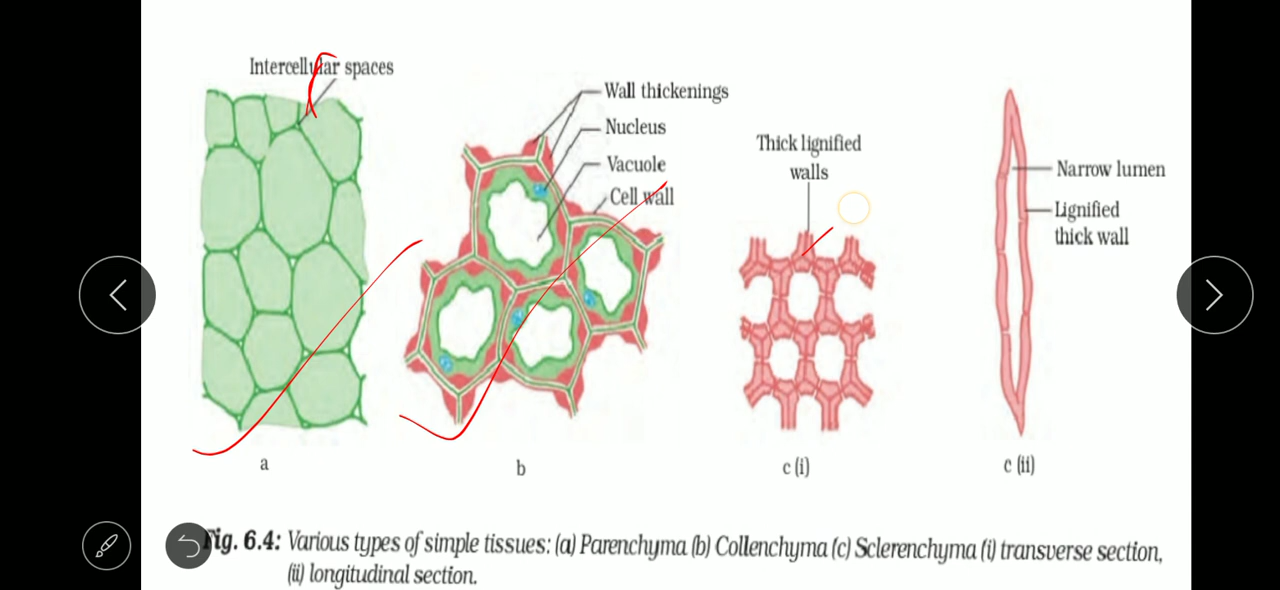 Intercellular spaces
Wall thickenings
Nucleus
Vacuole
Cell wall
Thick lignified
walls
Narrow lumen
Lignified
thick wall
a
b
c (i)
c (ii)
Fig. 6.4: Various types of simple tissues: (a) Parenchyma (b) Collenchyma (c) Sclerenchyma (i) transverse section,
(ii) longitudinal section.